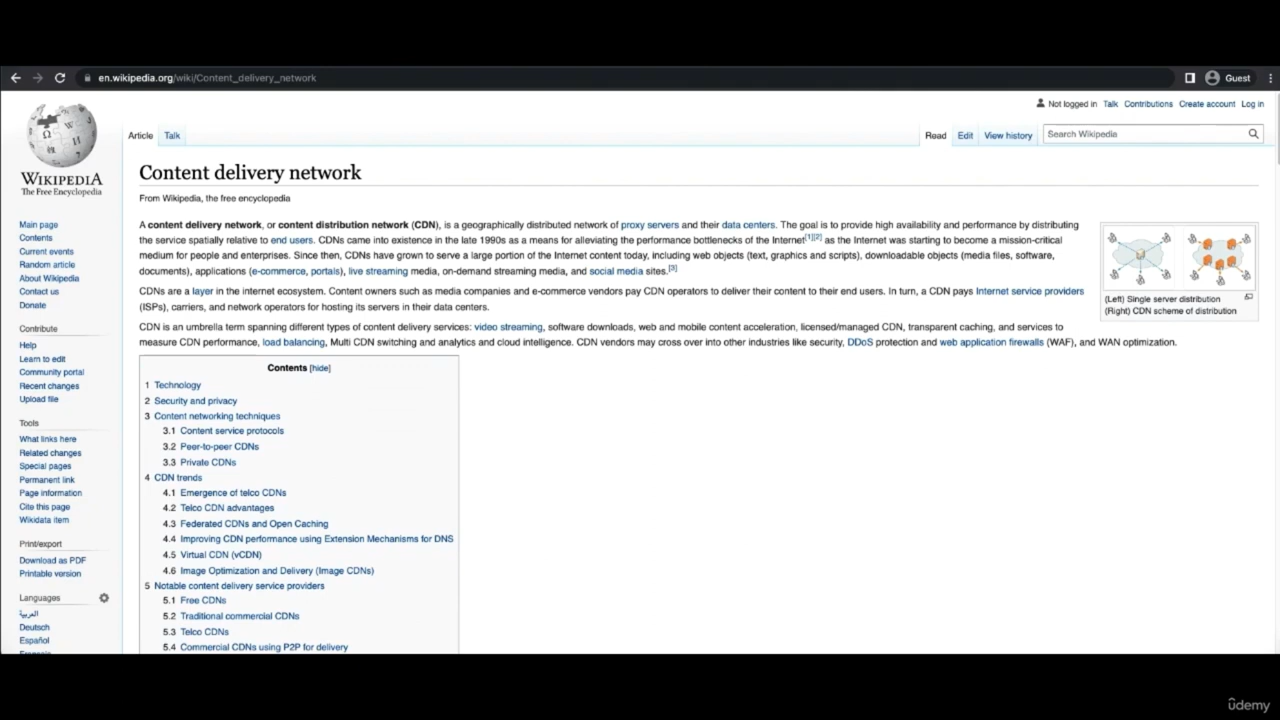 en.wikipedia.org/wiki/Content_delivery_network
Guest
Not logged in Talk Contributions Create account Log in
Article Talk
Read Edit View history
Search Wikipedia
WIKIPEDIA
The Free Encyclopedia
Content delivery network
From Wikipedia, the free encyclopedia
Main page
Contents
Current events
Random article
About Wikipedia
Contact us
Donate
Contribute
Help
Learn to edit
Community portal
Recent changes
Upload file
Tools
What links here
Related changes
Special pages
Permanent link
Page information
Cite this page
Wikidata item
Print/export
Download as PDF
Printable version
Languages
العربية
Deutsch
Español
A content delivery network, or content distribution network (CDN), is a geographically distributed network of proxy servers and their data centers. The goal is to provide high availability and performance by distributing
the service spatially relative to end users. CDNs came into existence in the late 1990s as a means for alleviating the performance bottlenecks of the Internet[1][2] as the Internet was starting to become a mission-critical
medium for people and enterprises. Since then, CDNs have grown to serve a large portion of the Internet content today, including web objects (text, graphics and scripts), downloadable objects (media files, software,
documents), applications (e-commerce, portals), live streaming media, on-demand streaming media, and social media sites.[3]
CDNs are a layer in the internet ecosystem. Content owners such as media companies and e-commerce vendors pay CDN operators to deliver their content to their end users. In turn, a CDN pays Internet service providers
(ISPs), carriers, and network operators for hosting its servers in their data centers.
CDN is an umbrella term spanning different types of content delivery services: video streaming, software downloads, web and mobile content acceleration, licensed/managed CDN, transparent caching, and services to
measure CDN performance, load balancing, Multi CDN switching and analytics and cloud intelligence. CDN vendors may cross over into other industries like security, DDoS protection and web application firewalls (WAF), and WAN optimization.
(Left) Single server distribution
(Right) CDN scheme of distribution
Contents [hide]
1 Technology
2 Security and privacy
3 Content networking techniques
3.1 Content service protocols
3.2 Peer-to-peer CDNs
3.3 Private CDNs
4 CDN trends
4.1 Emergence of telco CDNs
4.2 Telco CDN advantages
4.3 Federated CDNs and Open Caching
4.4 Improving CDN performance using Extension Mechanisms for DNS
4.5 Virtual CDN (vCDN)
4.6 Image Optimization and Delivery (Image CDNs)
5 Notable content delivery service providers
5.1 Free CDNs
5.2 Traditional commercial CDNs
5.3 Telco CDNs
5.4 Commercial CDNs using P2P for delivery
ûdemy